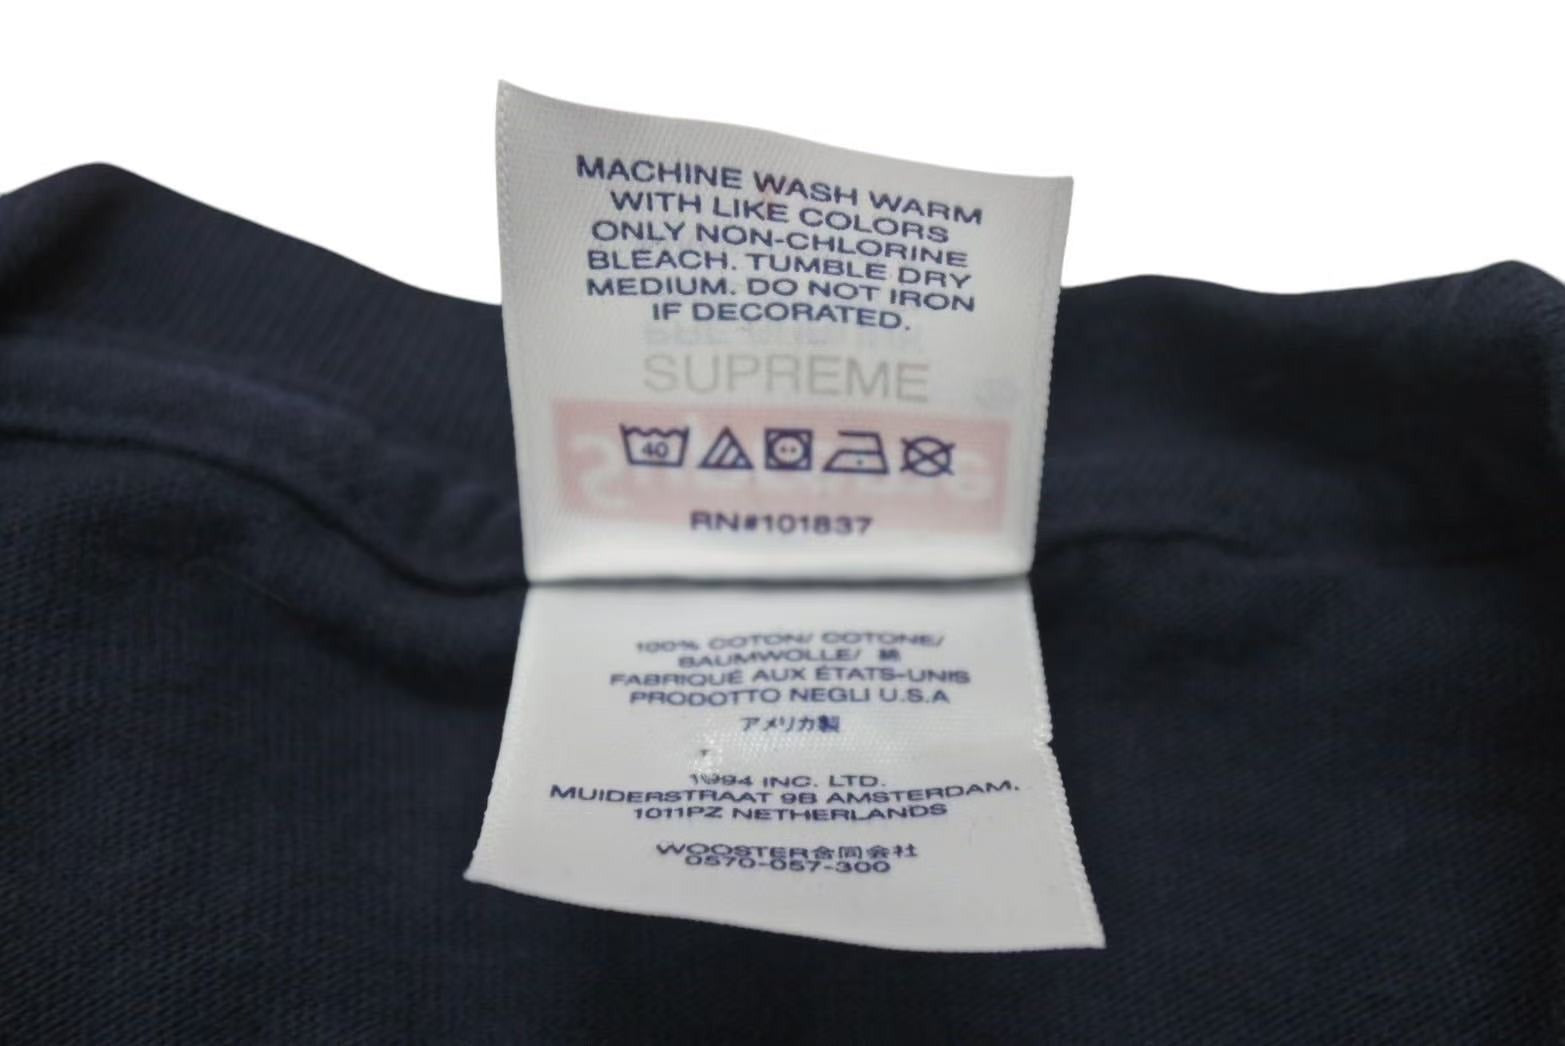 MACHINE WASH WARM
WITH LIKE COLORS
ONLY NON-CHLORINE
BLEACH. TUMBLE DRY
MEDIUM. DO NOT IRON
IF DECORATED.
SUPREME
40
RN#101837
100% COTON/ COTONE/
BAUMWOLLE/ 綿
FABRIQUÉ AUX ÉTATS-UNIS
PRODOTTO NEGLI U.S.A
アメリカ製
1994 INC. LTD.
MUIDERSTRAAT 9B AMSTERDAM,
1011PZ NETHERLANDS
WOOSTER合同会社
0570-057-300